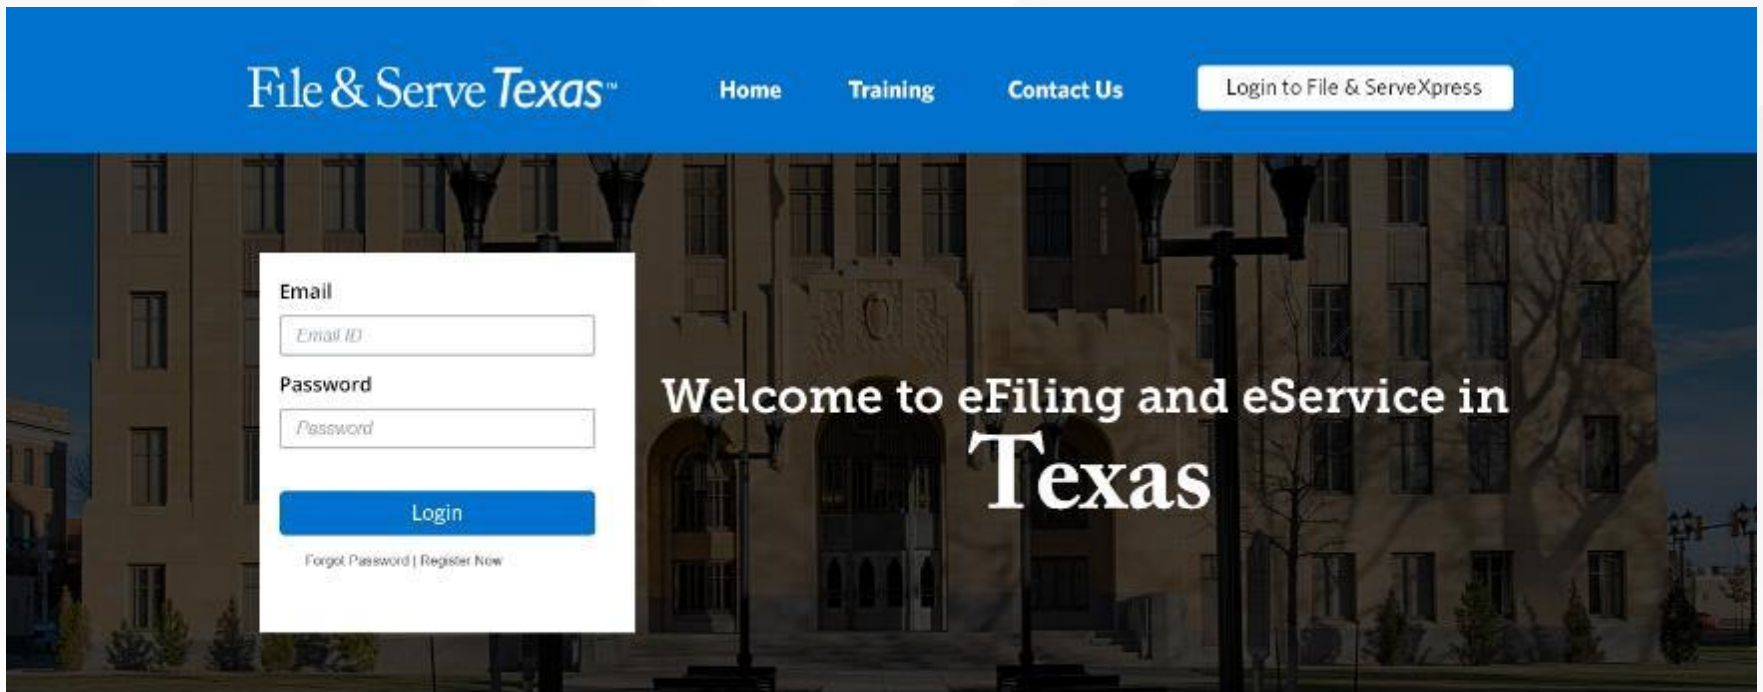 File & Serve Texas™
Home Training Contact Us Login to File & ServeXpress
Email
Email ID
Password
Password
Login
Forgot Password | Register Now
Welcome to eFiling and eService in
Texas